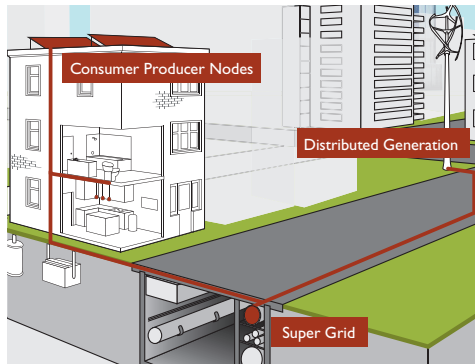 Consumer Producer Nodes
Distributed Generation
Super Grid